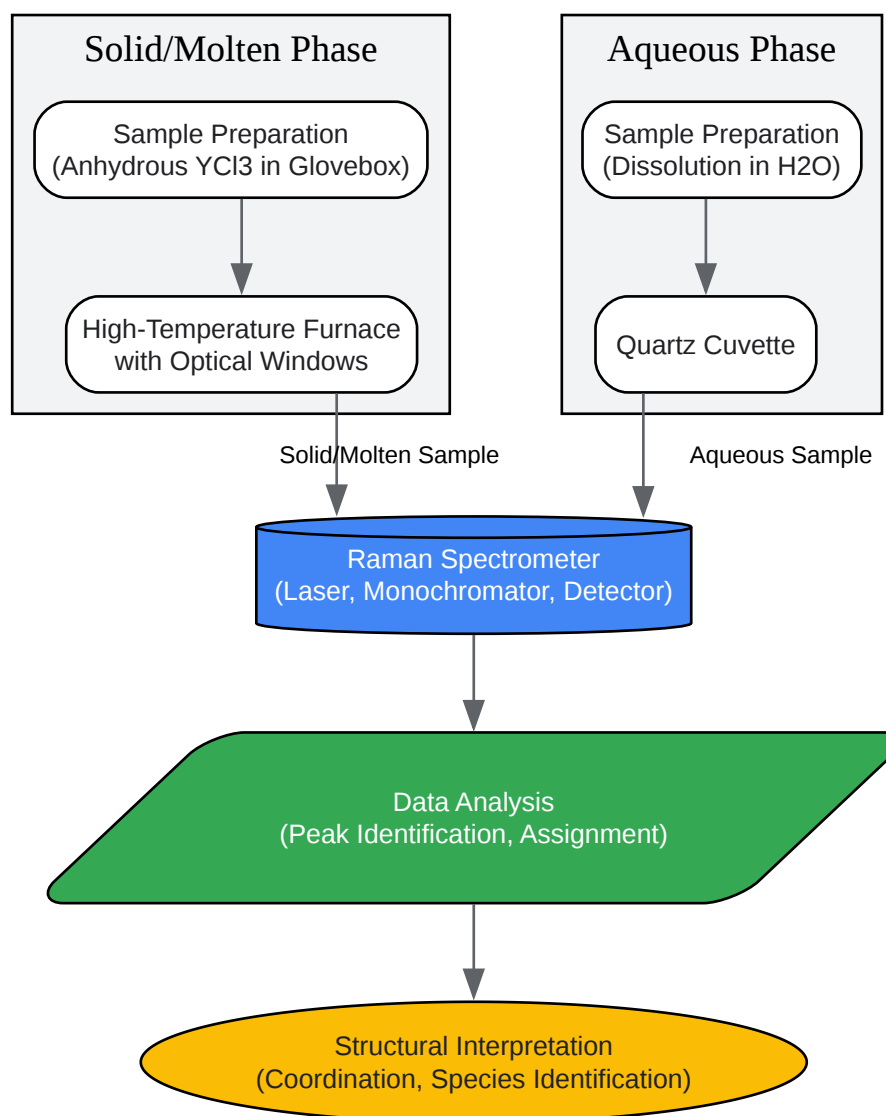 Solid/Molten Phase
Sample Preparation
(Anhydrous YCl3 in Glovebox)
High-Temperature Furnace
with Optical Windows
Solid/Molten Sample
Aqueous Phase
Sample Preparation
(Dissolution in H2O)
Quartz Cuvette
Aqueous Sample
Raman Spectrometer
(Laser, Monochromator, Detector)
Data Analysis
(Peak Identification, Assignment)
Structural Interpretation
(Coordination, Species Identification)